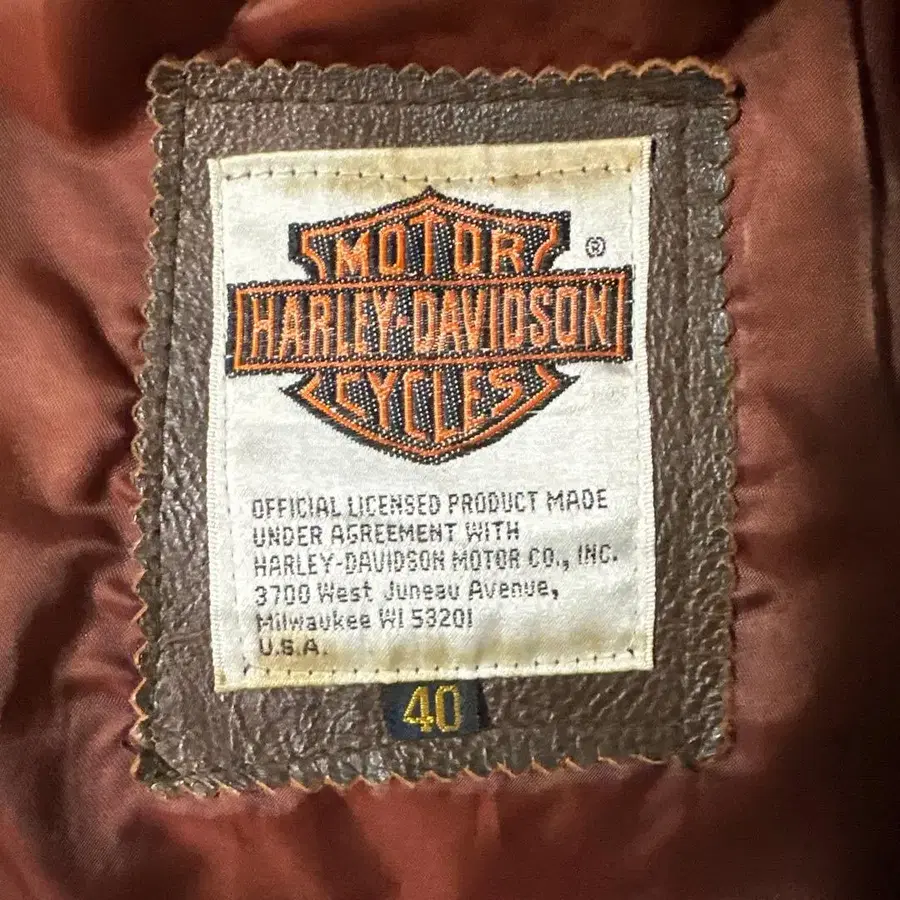 MOTOR
®
HARLEY-DAVIDSON
CYCLES
OFFICIAL LICENSED PRODUCT MADE
UNDER AGREEMENT WITH
HARLEY-DAVIDSON MOTOR CO., INC.
3700 West Juneau Avenue,
Milwaukee WI 53201
U.S.A.
40